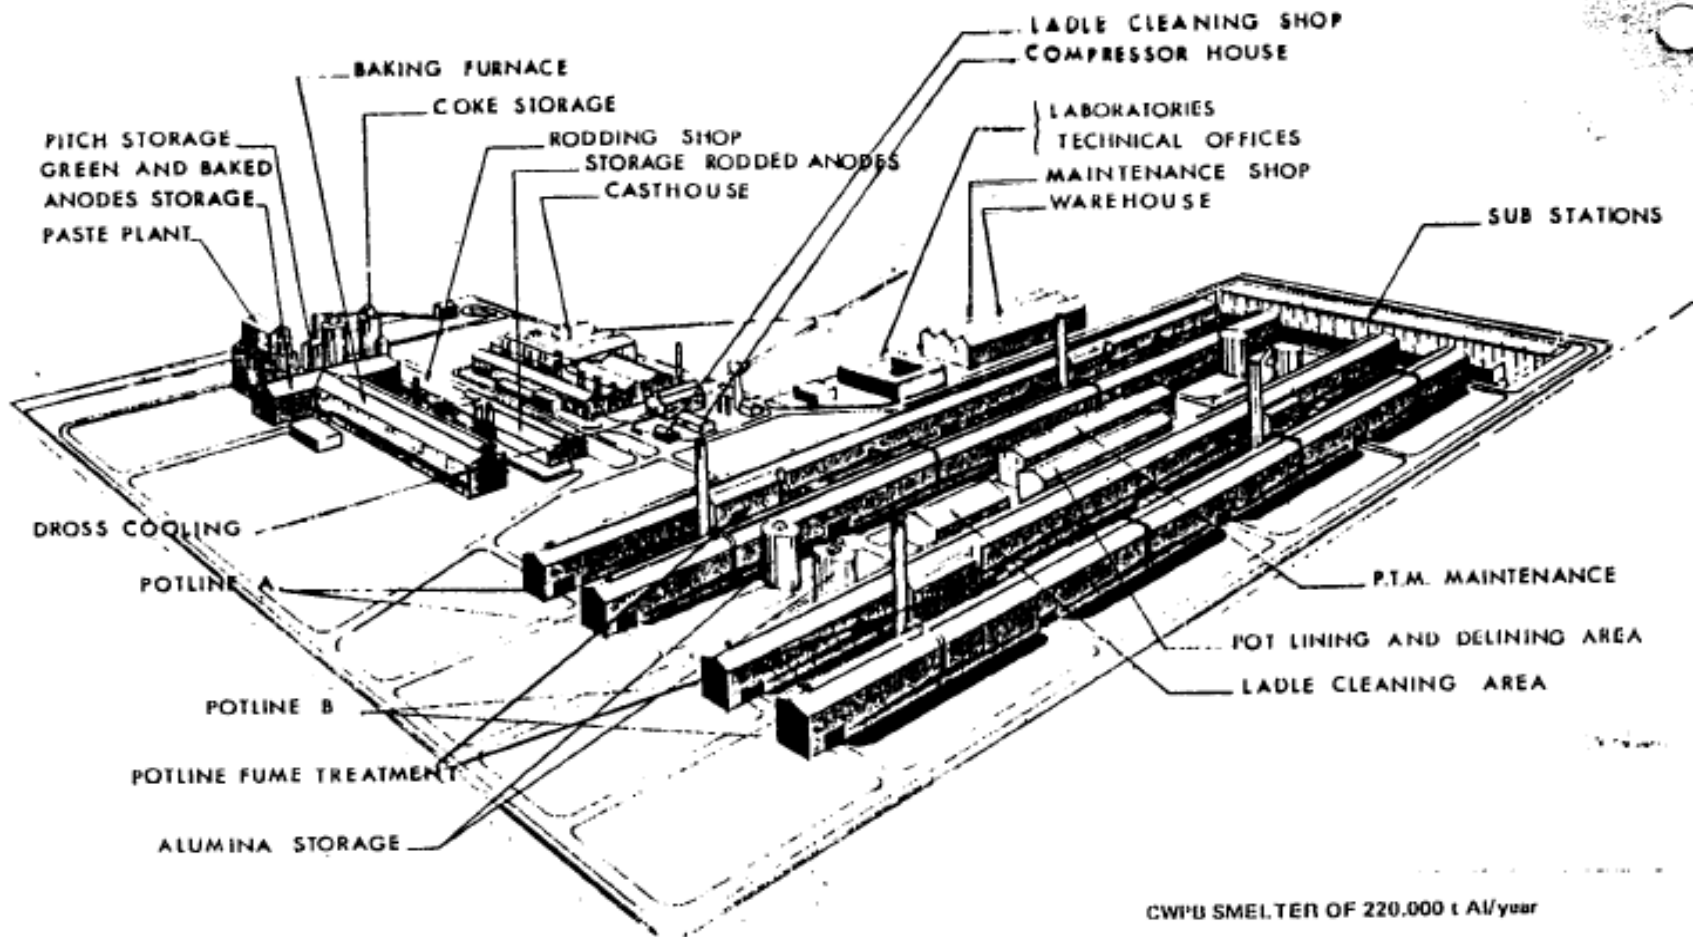 LADLE CLEANING SHOP
COMPRESSOR HOUSE
BAKING FURNACE
COKE STORAGE
LABORATORIES
TECHNICAL OFFICES
PITCH STORAGE
RODDING SHOP
GREEN AND BAKED
STORAGE RODDED ANODES
MAINTENANCE SHOP
ANODES STORAGE
CASTHOUSE
WAREHOUSE
PASTE PLANT
SUB STATIONS
DROSS COOLING
POTLINE A
P.T.M. MAINTENANCE
POT LINING AND DELINING AREA
LADLE CLEANING AREA
POTLINE B
POTLINE FUME TREATMENT
ALUMINA STORAGE
CWPB SMELTER OF 220.000 t Al/year